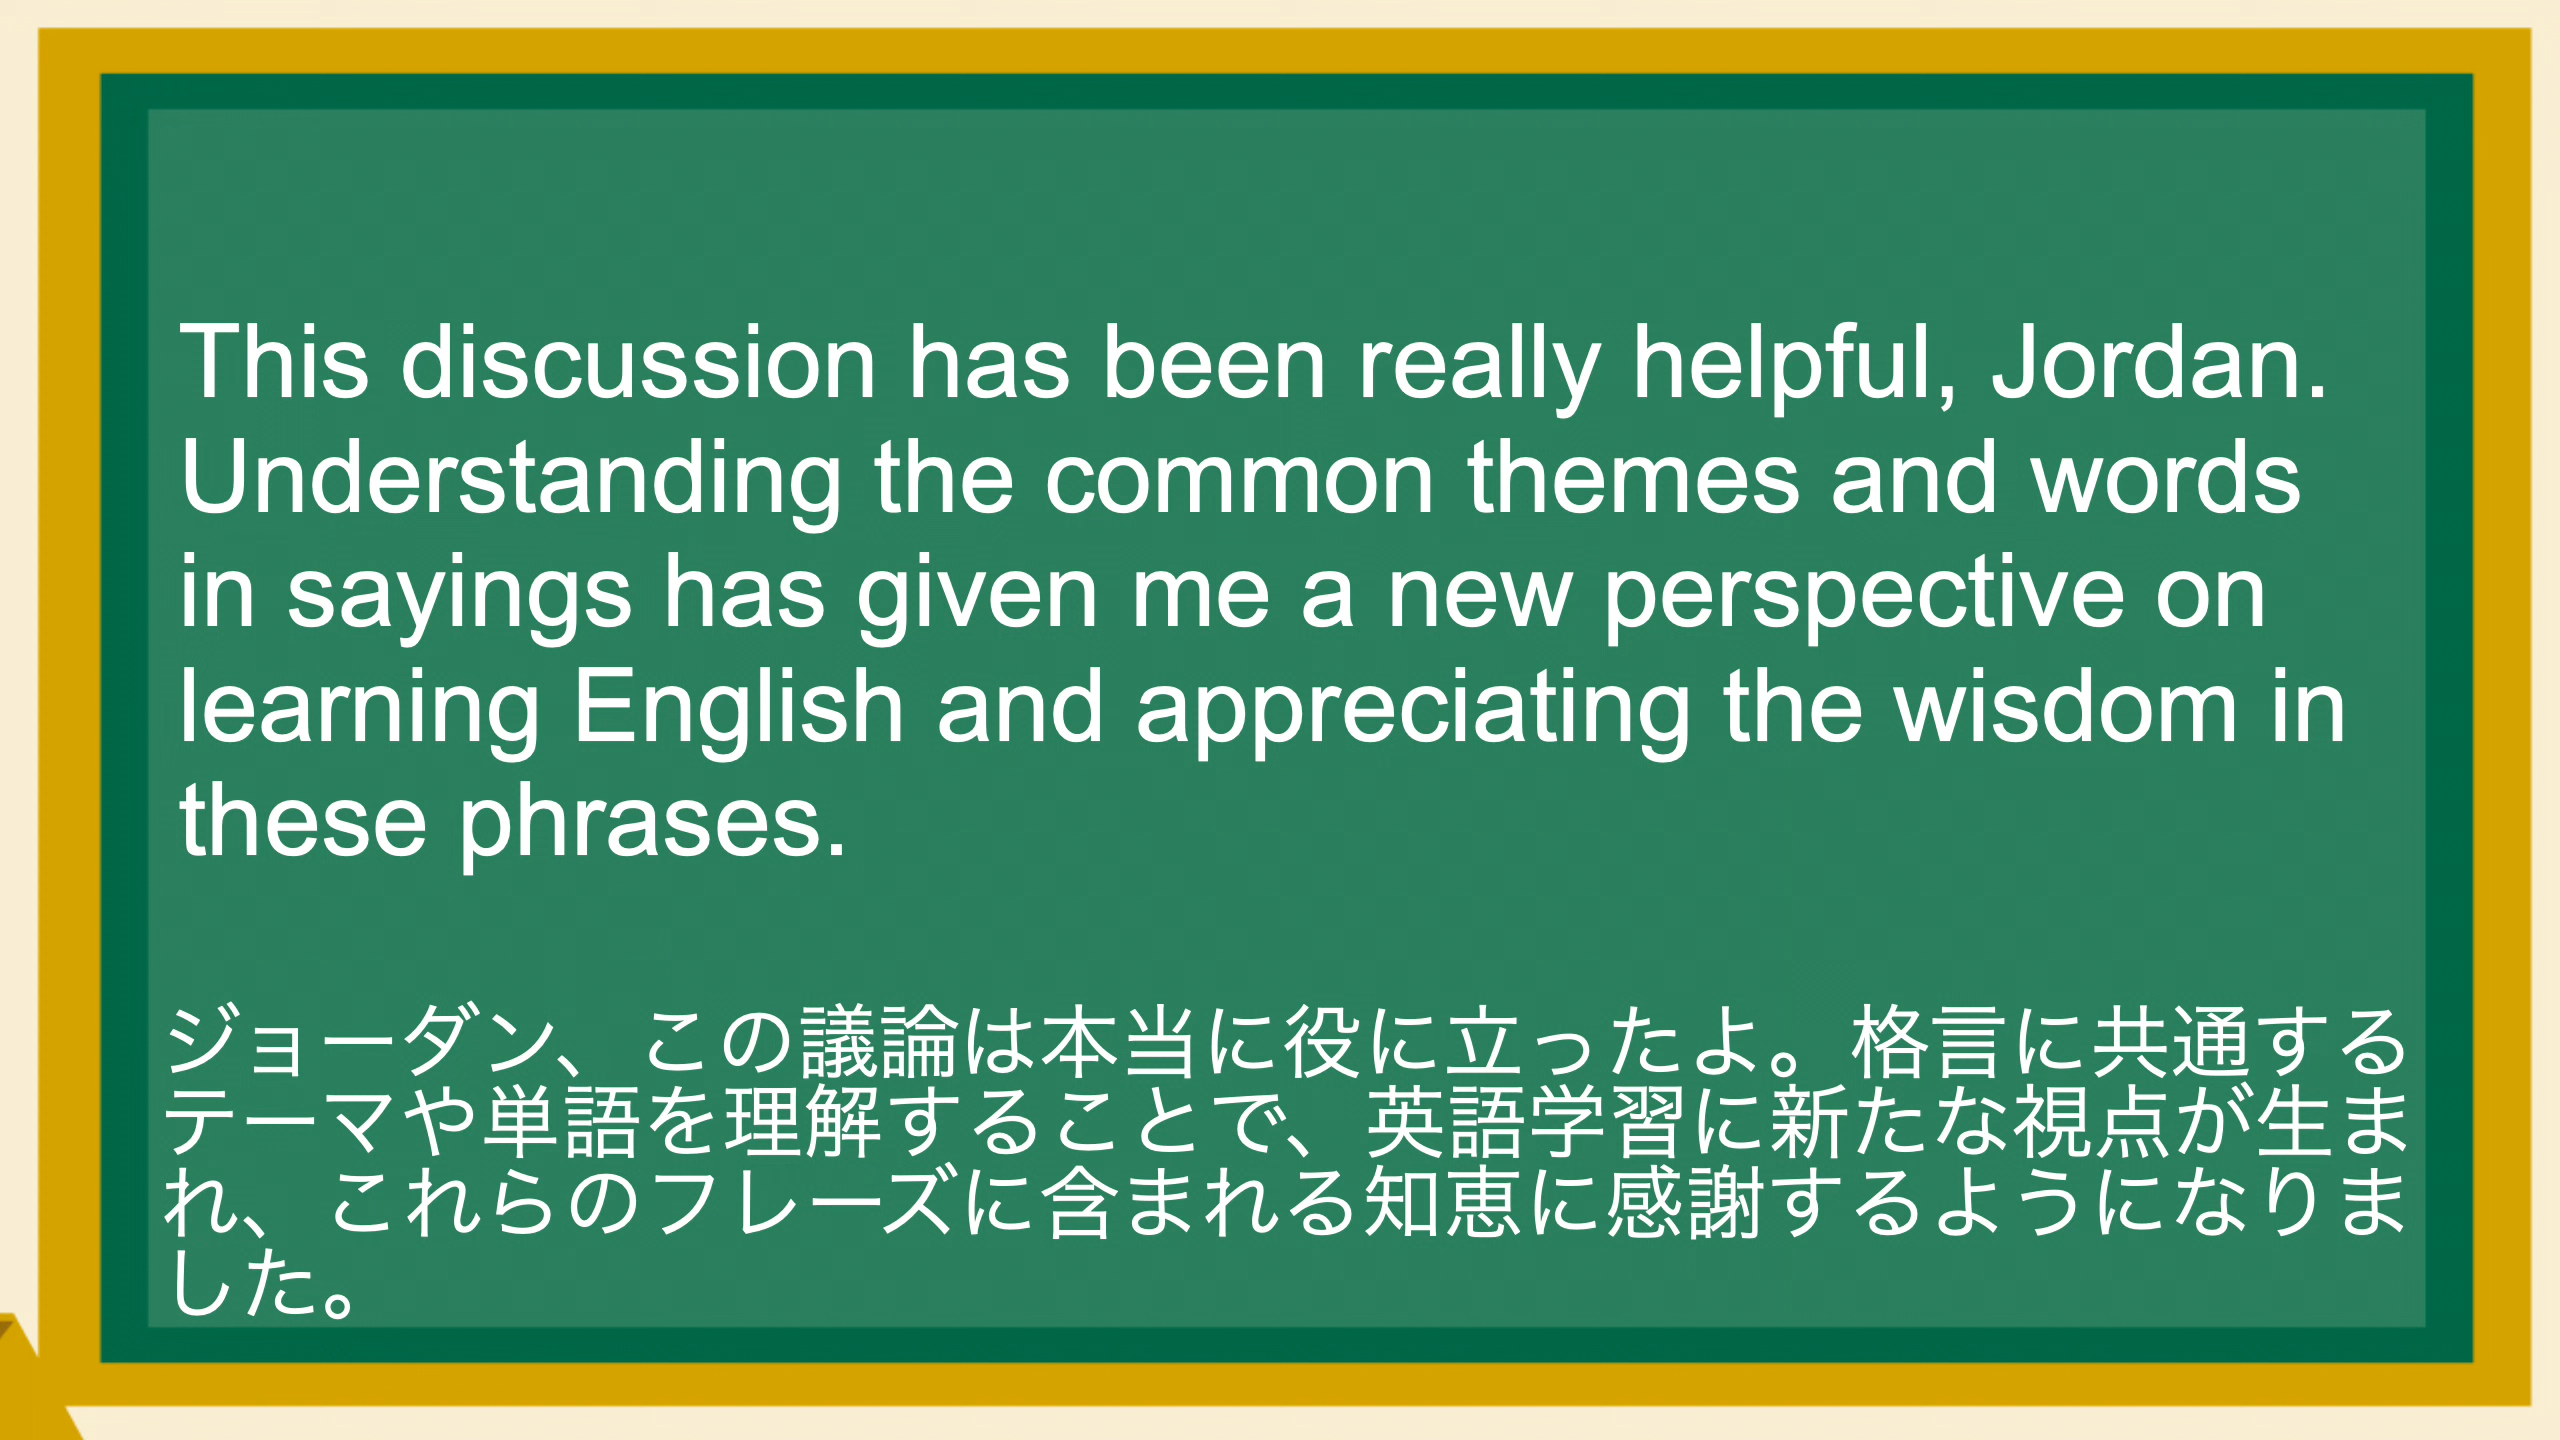 This discussion has been really helpful, Jordan.
Understanding the common themes and words
in sayings has given me a new perspective on
learning English and appreciating the wisdom in
these phrases.
ジョーダン、この議論は本当に役に立ったよ。格言に共通する
テーマや単語を理解することで、英語学習に新たな視点が生ま
れ、これらのフレーズに含まれる知恵に感謝するようになりま
した。